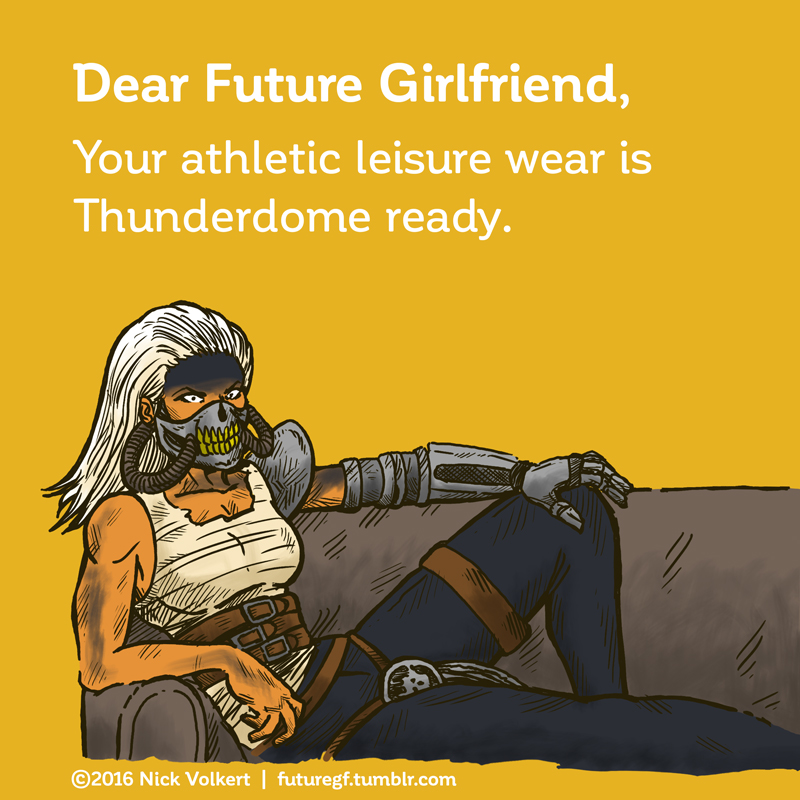 Dear Future Girlfriend,
Your athletic leisure wear is
Thunderdome ready.
©2016 Nick Volkert | futuregf.tumblr.com